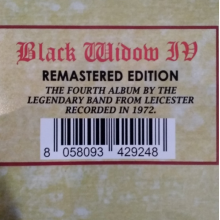 Black Widow IV
REMASTERED EDITION
THE FOURTH ALBUM BY THE
LEGENDARY BAND FROM LEICESTER
RECORDED IN 1972.
8 058093 429248